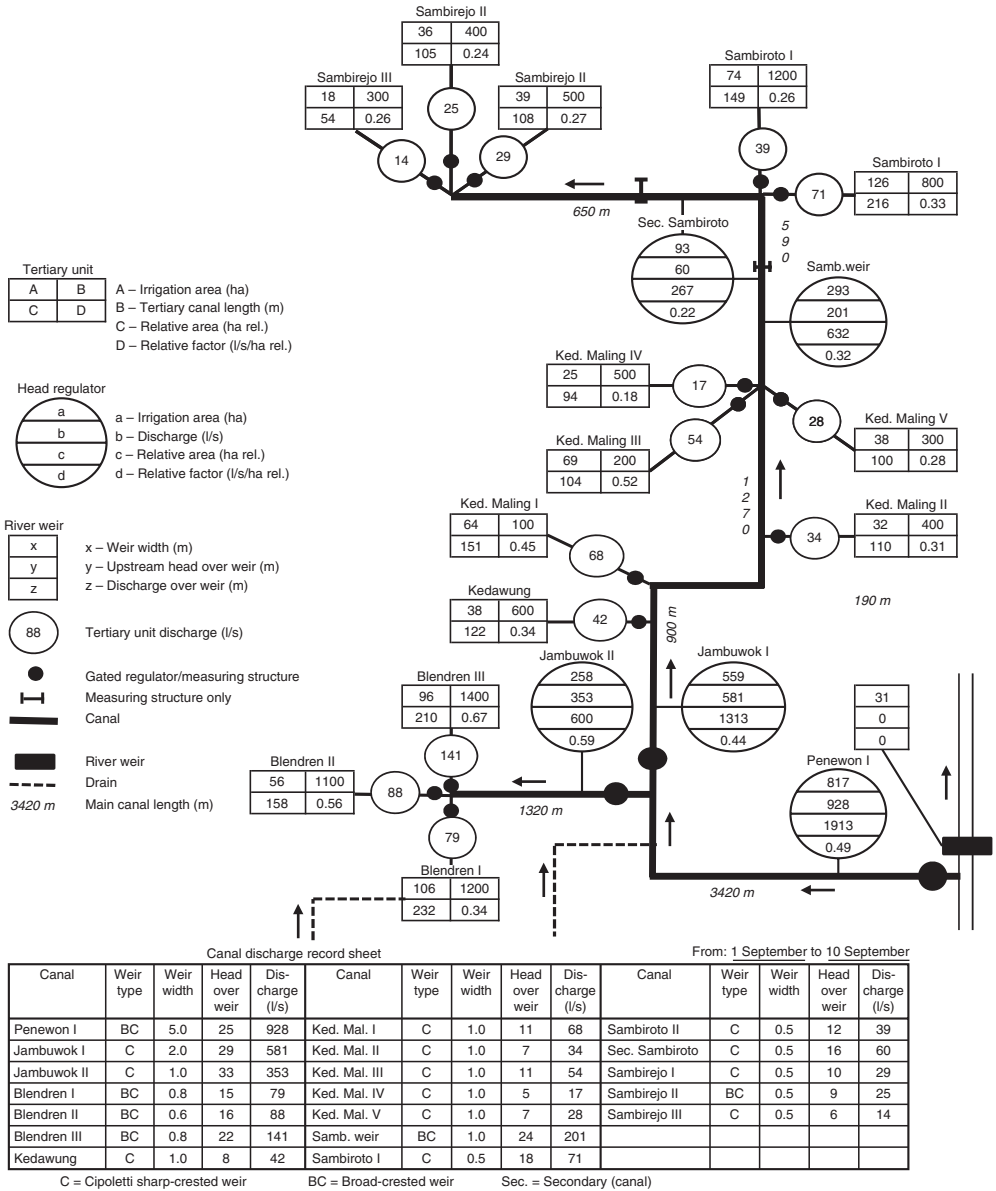 Sambirejo II
36 400
105 0.24
Sambirejo III
18 300
54 0.26
Sambirejo II
39 500
108 0.27
Sambiroto I
74 1200
149 0.26
25
14
29
39
Sambiroto I
126 800
216 0.33
71
650 m
590
Sec. Sambiroto
93
60
267
0.22
Samb.weir
293
201
632
0.32
Tertiary unit
A B
C D
A – Irrigation area (ha)
B – Tertiary canal length (m)
C – Relative area (ha rel.)
D – Relative factor (l/s/ha rel.)
Head regulator
a
b
c
d
a – Irrigation area (ha)
b – Discharge (l/s)
c – Relative area (ha rel.)
d – Relative factor (l/s/ha rel.)
Ked. Maling IV
25 500
94 0.18
17
Ked. Maling III
69 200
104 0.52
54
28
Ked. Maling V
38 300
100 0.28
1270
Ked. Maling I
64 100
151 0.45
68
34
Ked. Maling II
32 400
110 0.31
Kedawung
38 600
122 0.34
42
900 m
190 m
River weir
x
y
z
x – Weir width (m)
y – Upstream head over weir (m)
z – Discharge over weir (m)
88 Tertiary unit discharge (l/s)
Gated regulator/measuring structure
Measuring structure only
Canal
River weir
Drain
3420 m Main canal length (m)
Jambuwok II
258
353
600
0.59
Jambuwok I
559
581
1313
0.44
Blendren III
96 1400
210 0.67
141
Blendren II
56 1100
158 0.56
88
1320 m
79
Blendren I
106 1200
232 0.34
31
0
0
Penewon I
817
928
1913
0.49
3420 m
Canal discharge record sheet
From: 1 September to 10 September
Canal Weir type Weir width Head over weir Dis-charge (l/s) Canal Weir type Weir width Head over weir Dis-charge (l/s) Canal Weir type Weir width Head over weir Dis-charge (l/s)
Penewon I BC 5.0 25 928 Ked. Mal. I C 1.0 11 68 Sambiroto II C 0.5 12 39
Jambuwok I C 2.0 29 581 Ked. Mal. II C 1.0 7 34 Sec. Sambiroto C 0.5 16 60
Jambuwok II C 1.0 33 353 Ked. Mal. III C 1.0 11 54 Sambirejo I C 0.5 10 29
Blendren I BC 0.8 15 79 Ked. Mal. IV C 1.0 5 17 Sambirejo II BC 0.5 9 25
Blendren II BC 0.6 16 88 Ked. Mal. V C 1.0 7 28 Sambirejo III C 0.5 6 14
Blendren III BC 0.8 22 141 Samb. weir BC 1.0 24 201
Kedawung C 1.0 8 42 Sambiroto I C 0.5 18 71
C = Cipoletti sharp-crested weir BC = Broad-crested weir Sec. = Secondary (canal)